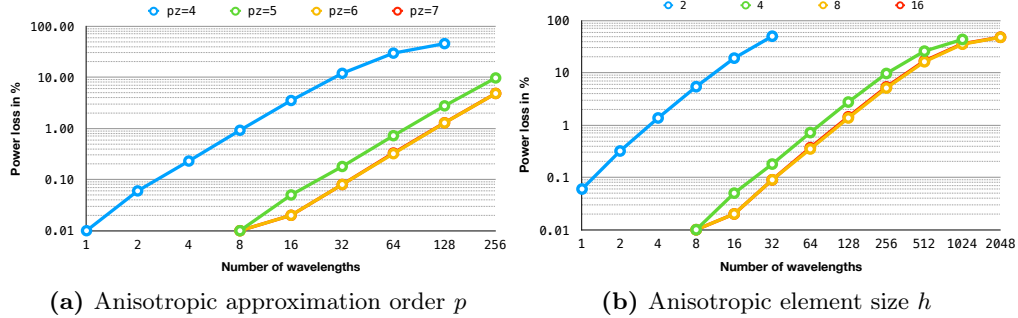 pz=4 pz=5 pz=6 pz=7
100.00
10.00
1.00
0.10
0.01
Power loss in %
1 2 4 8 16 32 64 128 256
Number of wavelengths
(a) Anisotropic approximation order p
2 4 8 16
100
10
1
0.1
0.01
Power loss in %
1 2 4 8 16 32 64 128 256 512 1024 2048
Number of wavelengths
(b) Anisotropic element size h